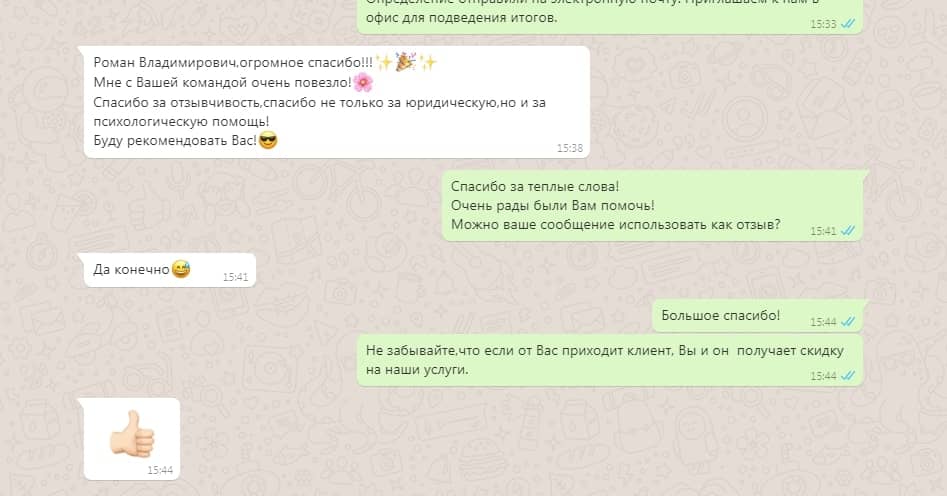 Определение отправили на электронную почту. Приглашаем к нам в
офис для подведения итогов.
15:33
Роман Владимирович,огромное спасибо!!!✨🎉✨
Мне с Вашей командой очень повезло!🌸
Спасибо за отзывчивость,спасибо не только за юридическую,но и за
психологическую помощь!
Буду рекомендовать Вас!😎
15:38
Спасибо за теплые слова!
Очень рады были Вам помочь!
Можно ваше сообщение использовать как отзыв?
15:41
Да конечно😅
15:41
Большое спасибо!
15:44
Не забывайте,что если от Вас приходит клиент, Вы и он получает скидку
на наши услуги.
15:44
👍🏻
15:44